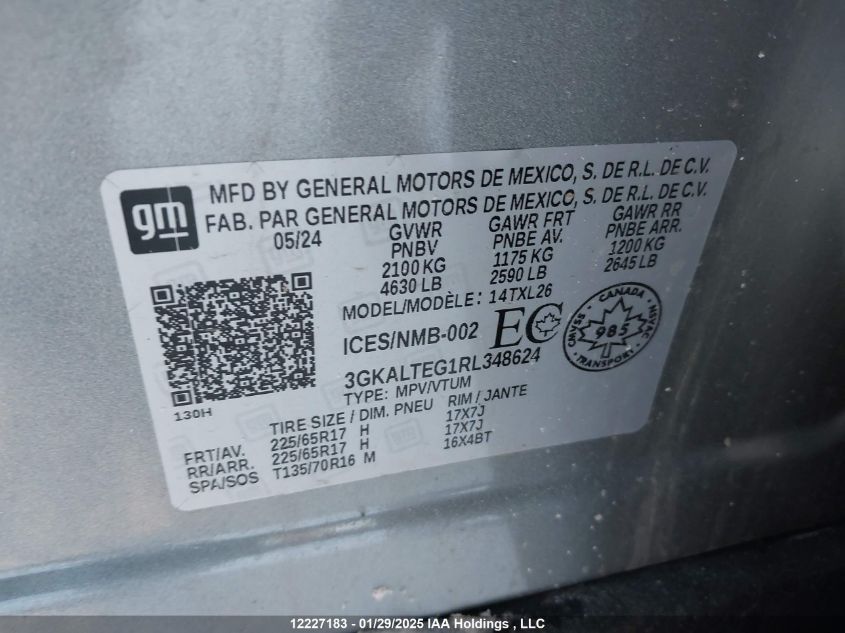 gm
MFD BY GENERAL MOTORS DE MEXICO, S. DE R.L. DE C.V.
FAB. PAR GENERAL MOTORS DE MEXICO, S. DE R.L. DE C.V.
05/24 GVWR GAWR FRT GAWR RR
PNBV PNBE AV. PNBE ARR.
2100 KG 1175 KG 1200 KG
4630 LB 2590 LB 2645 LB
MODEL/MODÈLE: 14TXL26
ICES/NMB-002 EC
CANADA
985
TRANSPORT
3GKALTEG1RL348624
TYPE: MPV/VTUM
130H
TIRE SIZE / DIM. PNEU RIM / JANTE
FRT/AV. 225/65R17 H 17X7J
RR/ARR. 225/65R17 H 17X7J
SPA/SOS T135/70R16 M 16X4BT
12227183 - 01/29/2025 IAA Holdings , LLC